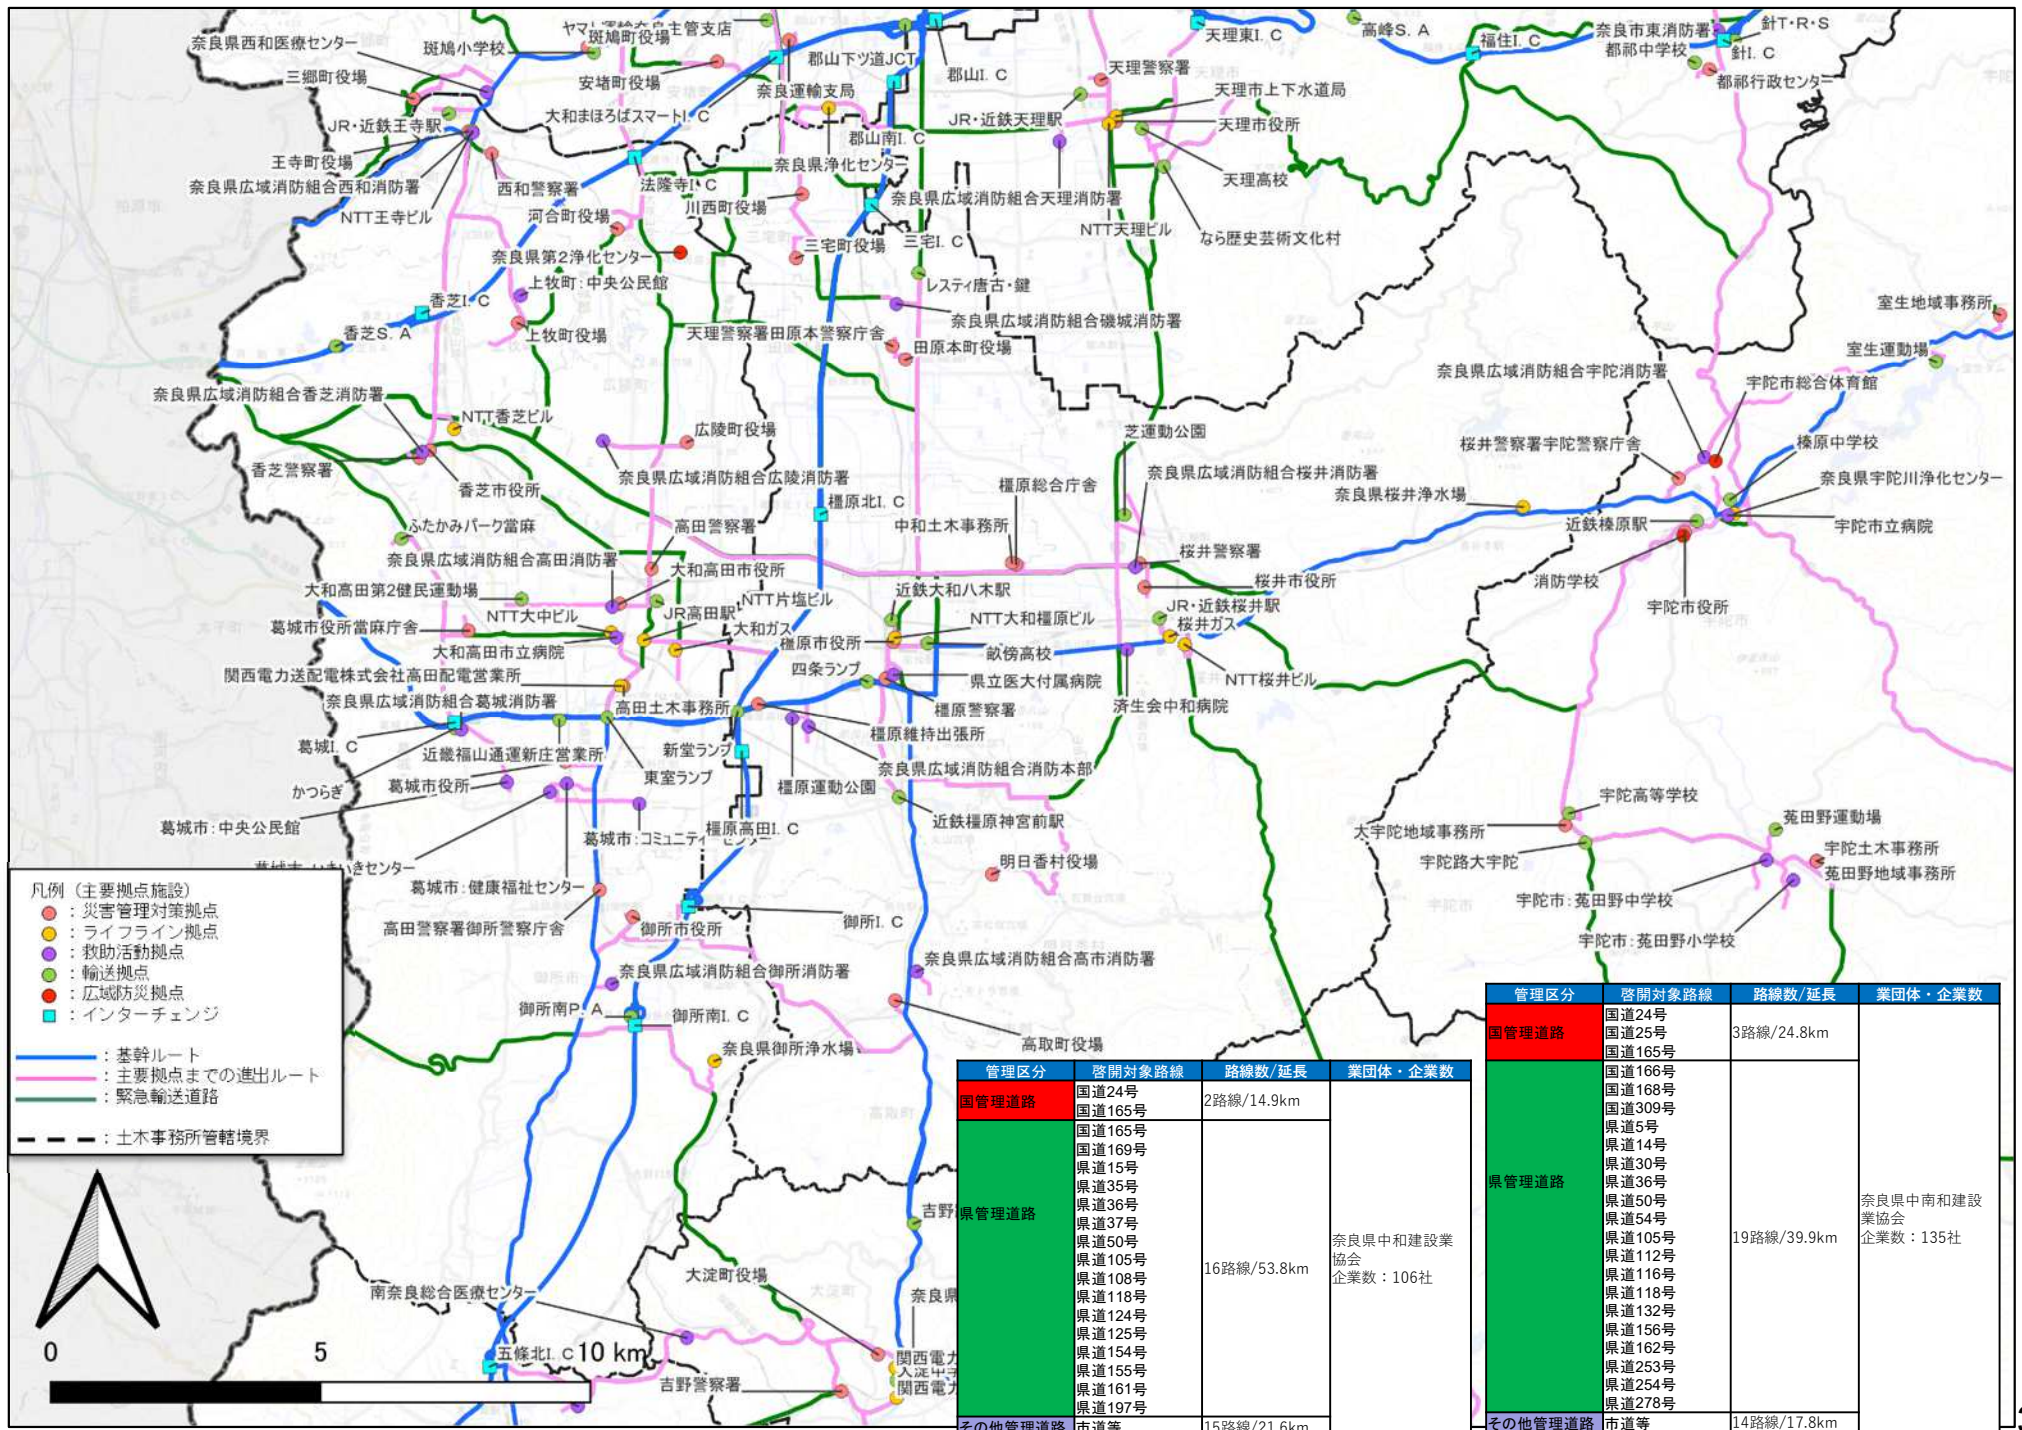 ヤマト運輸奈良主管支店
奈良県西和医療センター
斑鳩小学校
斑鳩町役場
三郷町役場
安堵町役場
郡山下ツ道JCT
郡山I.C
天理東I.C
高峰S.A
福住I.C
奈良市東消防署
針T・R・S
都祁中学校
針I.C
都祁行政センター
奈良運輸支局
天理警察署
天理市上下水道局
大和まほろばスマートI.C
JR・近鉄王寺駅
JR・近鉄天理駅
天理市役所
王寺町役場
郡山南I.C
奈良県浄化センター
奈良県広域消防組合西和消防署
西和警察署
法隆寺I.C
天理高校
奈良県広域消防組合天理消防署
川西町役場
NTT王寺ビル
河合町役場
NTT天理ビル
なら歴史芸術文化村
三宅町役場
三宅I.C
奈良県第2浄化センター
上牧町:中央公民館
レスティ唐古・鍵
香芝I.C
室生地域事務所
奈良県広域消防組合磯城消防署
香芝S.A
上牧町役場
天理警察署田原本警察庁舎
田原本町役場
室生運動場
奈良県広域消防組合宇陀消防署
宇陀市総合体育館
奈良県広域消防組合香芝消防署
NTT香芝ビル
広陵町役場
芝運動公園
桜井警察署宇陀警察庁舎
榛原中学校
香芝警察署
奈良県広域消防組合広陵消防署
奈良県広域消防組合桜井消防署
奈良県宇陀川浄化センター
香芝市役所
橿原総合庁舎
奈良県桜井浄水場
橿原北I.C
ふたかみパーク當麻
高田警察署
中和土木事務所
近鉄榛原駅
宇陀市立病院
奈良県広域消防組合高田消防署
桜井警察署
大和高田市役所
桜井市役所
消防学校
大和高田第2健民運動場
近鉄大和八木駅
NTT片塩ビル
JR・近鉄桜井駅
宇陀市役所
NTT大中ビル
JR高田駅
NTT大和橿原ビル
桜井ガス
葛城市役所當麻庁舎
大和ガス
橿原市役所
大和高田市立病院
畝傍高校
四条ランプ
関西電力送配電株式会社高田配電営業所
県立医大付属病院
NTT桜井ビル
奈良県広域消防組合葛城消防署
高田土木事務所
橿原警察署
済生会中和病院
葛城I.C
近畿福山通運新庄営業所
新堂ランプ
橿原維持出張所
東室ランプ
奈良県広域消防組合消防本部
かつらぎ
葛城市役所
橿原運動公園
宇陀高等学校
葛城市:中央公民館
葛城市:コミュニティーセンター
橿原高田I.C
近鉄橿原神宮前駅
大宇陀地域事務所
菟田野運動場
葛城市:いきいきセンター
明日香村役場
宇陀路大宇陀
宇陀土木事務所
菟田野地域事務所
葛城市:健康福祉センター
宇陀市:菟田野中学校
高田警察署御所警察庁舎
御所市役所
御所I.C
宇陀市:菟田野小学校
奈良県広域消防組合御所消防署
奈良県広域消防組合高市消防署
御所南P.A
御所南I.C
奈良県御所浄水場
高取町役場
大淀町役場
南奈良総合医療センター
五條北I.C
吉野警察署
吉野
奈良県
関西電力
関西電力
凡例（主要拠点施設）
：災害管理対策拠点
：ライフライン拠点
：救助活動拠点
：輸送拠点
：広域防災拠点
：インターチェンジ
：基幹ルート
：主要拠点までの進出ルート
：緊急輸送道路
：土木事務所管轄境界
0 5 10 km
管理区分 啓開対象路線 路線数/延長 業団体・企業数
国管理道路 国道24号 2路線/14.9km
国道165号
県管理道路 国道165号
国道169号
県道15号
県道35号
県道36号
県道37号
県道50号
県道105号
県道108号
県道118号
県道124号
県道125号
県道154号
県道155号
県道161号
県道197号
16路線/53.8km
奈良県中和建設業
協会
企業数：106社
その他管理道路 市道等 15路線/21.6km
管理区分 啓開対象路線 路線数/延長 業団体・企業数
国管理道路 国道24号
国道25号 3路線/24.8km
国道165号
県管理道路 国道166号
国道168号
国道309号
県道5号
県道14号
県道30号
県道36号
県道50号
県道54号
県道105号
県道112号
県道116号
県道118号
県道132号
県道156号
県道162号
県道253号
県道254号
県道278号
19路線/39.9km
奈良県中南和建設
業協会
企業数：135社
その他管理道路 市道等 14路線/17.8km